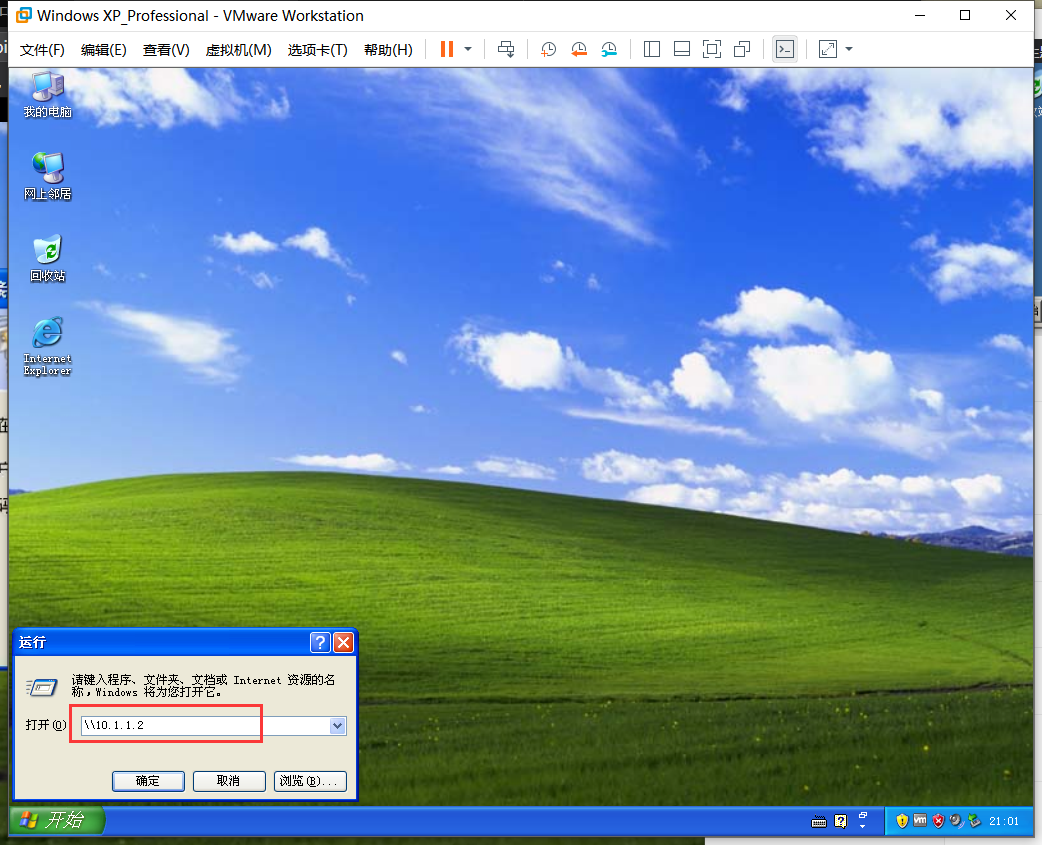 Windows XP_Professional - VMware Workstation
文件(F) 编辑(E) 查看(V) 虚拟机(M) 选项卡(T) 帮助(H)
我的电脑
网上邻居
回收站
Internet
Explorer
运行
请键入程序、文件夹、文档或 Internet 资源的名
称，Windows 将为您打开它。
打开(O)
\\10.1.1.2
确定 取消 浏览(B)...
开始
21:01